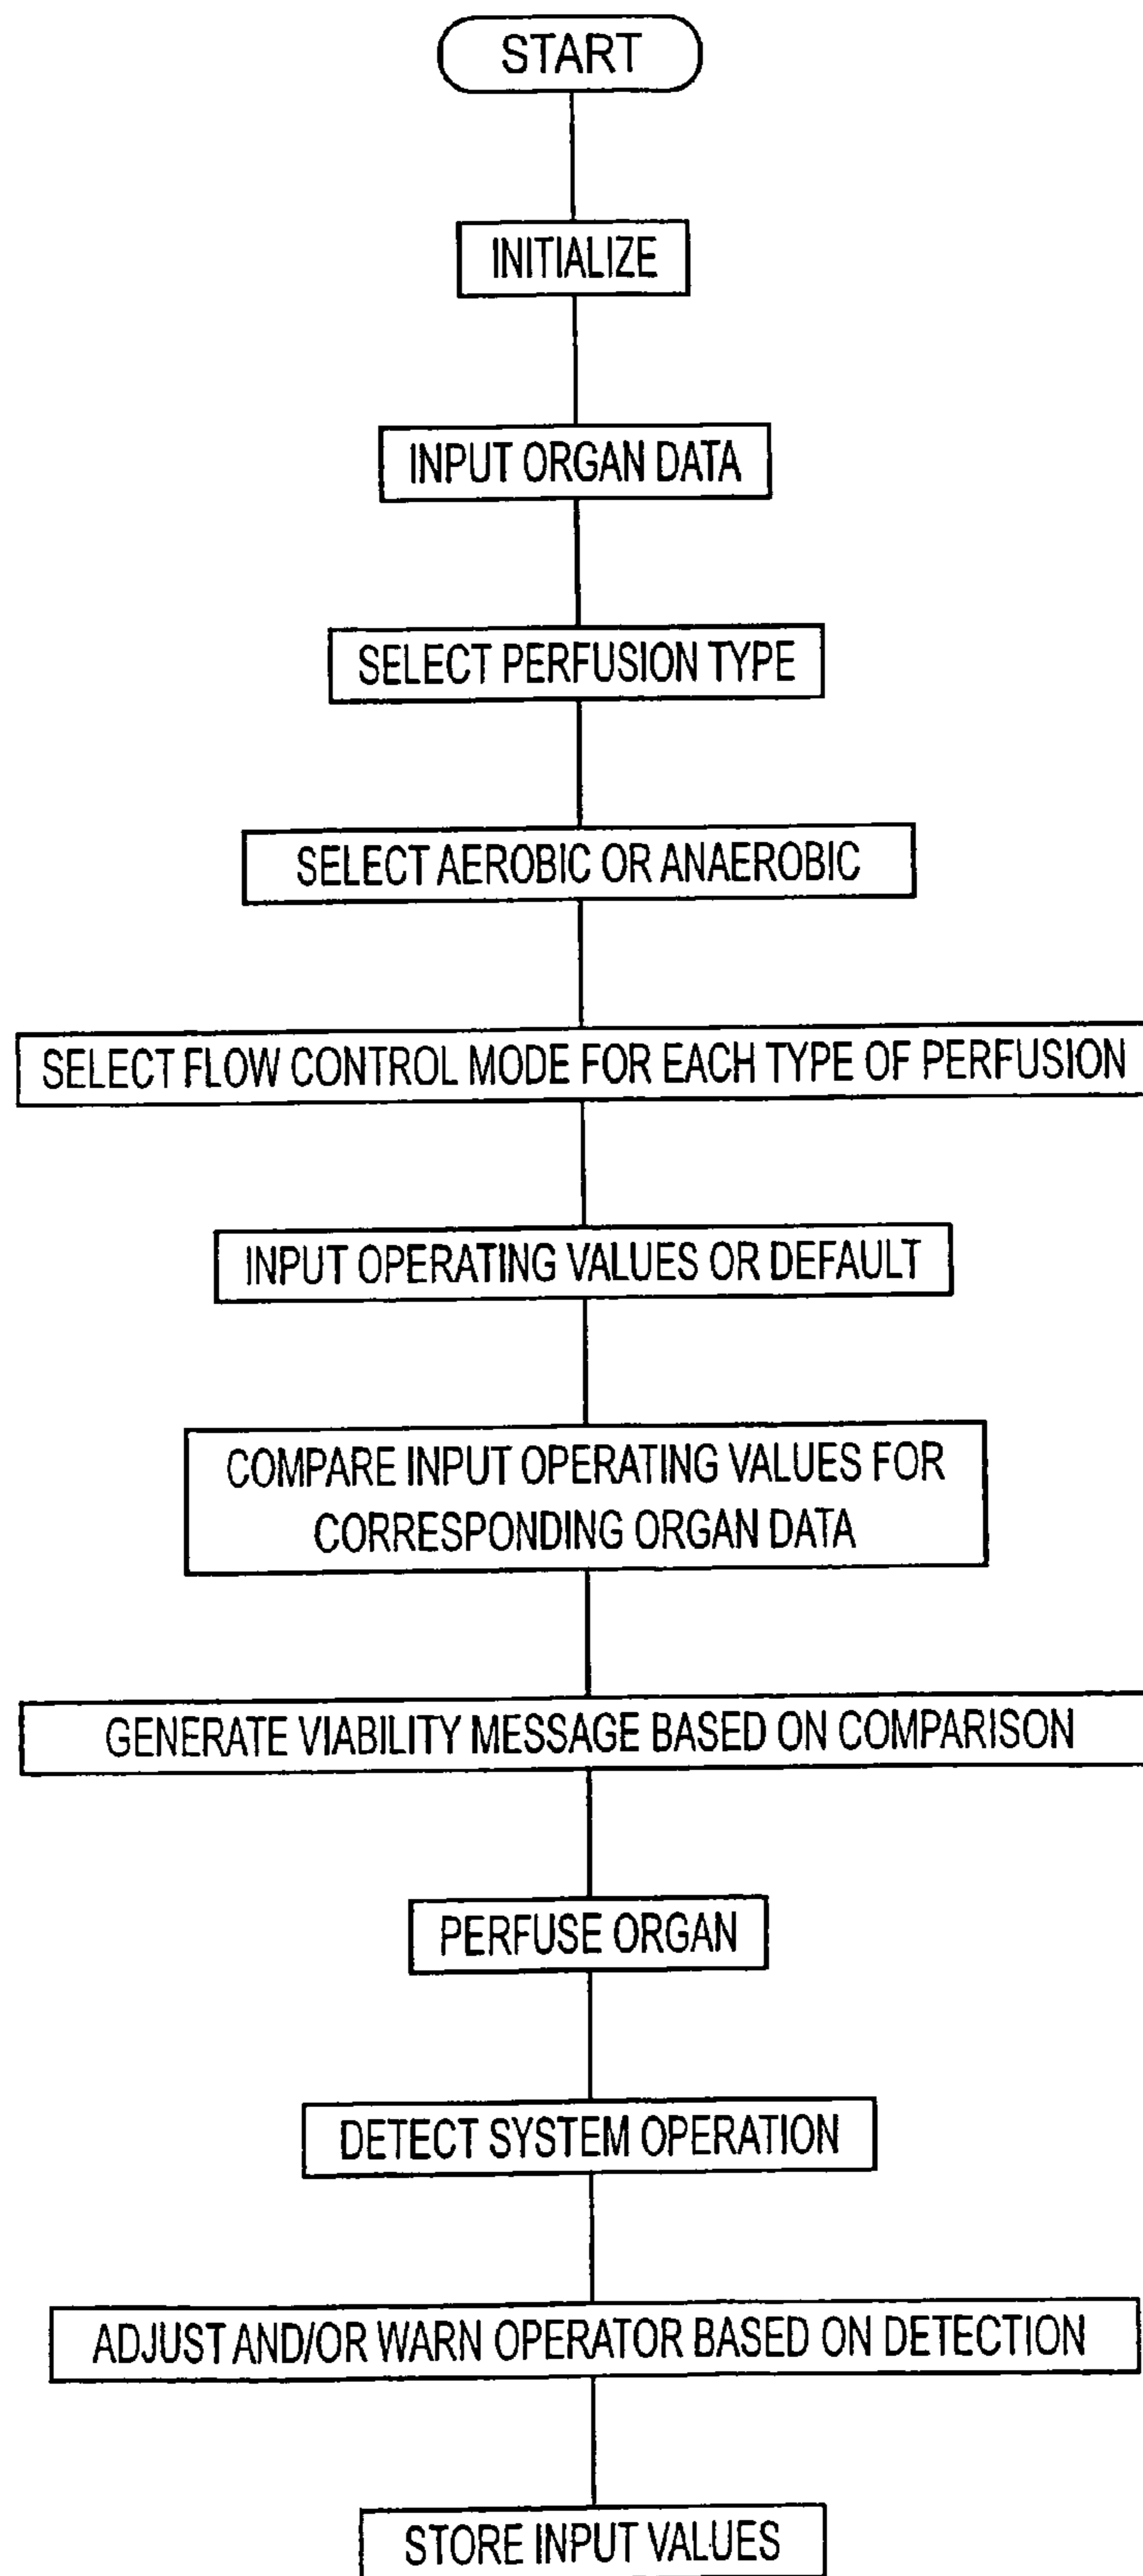 START
INITIALIZE
INPUT ORGAN DATA
SELECT PERFUSION TYPE
SELECT AEROBIC OR ANAEROBIC
SELECT FLOW CONTROL MODE FOR EACH TYPE OF PERFUSION
INPUT OPERATING VALUES OR DEFAULT
COMPARE INPUT OPERATING VALUES FOR
CORRESPONDING ORGAN DATA
GENERATE VIABILITY MESSAGE BASED ON COMPARISON
PERFUSE ORGAN
DETECT SYSTEM OPERATION
ADJUST AND/OR WARN OPERATOR BASED ON DETECTION
STORE INPUT VALUES